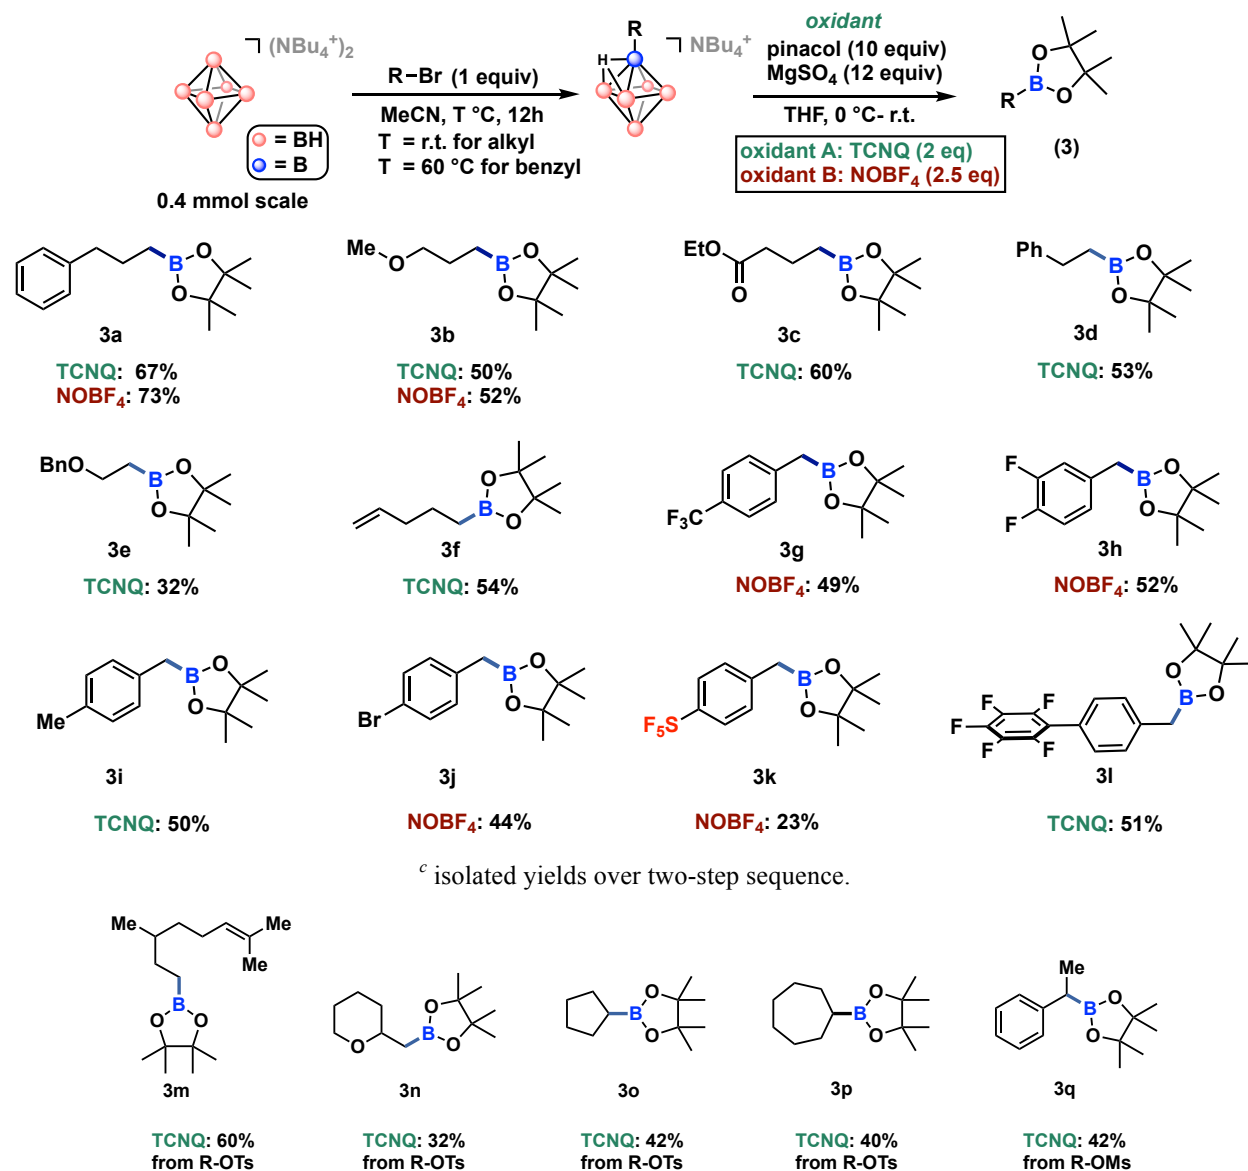 (NBu4+)2
= BH
= B
0.4 mmol scale
R–Br (1 equiv)
MeCN, T °C, 12h
T = r.t. for alkyl
T = 60 °C for benzyl
R
H
NBu4+
oxidant
pinacol (10 equiv)
MgSO4 (12 equiv)
THF, 0 °C- r.t.
oxidant A: TCNQ (2 eq)
oxidant B: NOBF4 (2.5 eq)
O
R B O
(3)
B O
O
3a
TCNQ: 67%
NOBF4: 73%
Me O B O
O
3b
TCNQ: 50%
NOBF4: 52%
EtO O B O
O
3c
TCNQ: 60%
Ph B O
O
3d
TCNQ: 53%
BnO B O
O
3e
TCNQ: 32%
O
B O
3f
TCNQ: 54%
F3C B O
O
3g
NOBF4: 49%
F F B O
O
3h
NOBF4: 52%
Me B O
O
3i
TCNQ: 50%
Br B O
O
3j
NOBF4: 44%
F5S B O
O
3k
NOBF4: 23%
F F F F F O
B O
3l
TCNQ: 51%
c isolated yields over two-step sequence.
Me Me
Me
B
O O
3m
TCNQ: 60%
from R-OTs
O O
B O
3n
TCNQ: 32%
from R-OTs
B O
O
3o
TCNQ: 42%
from R-OTs
B O
O
3p
TCNQ: 40%
from R-OTs
Me
B O
O
3q
TCNQ: 42%
from R-OMs